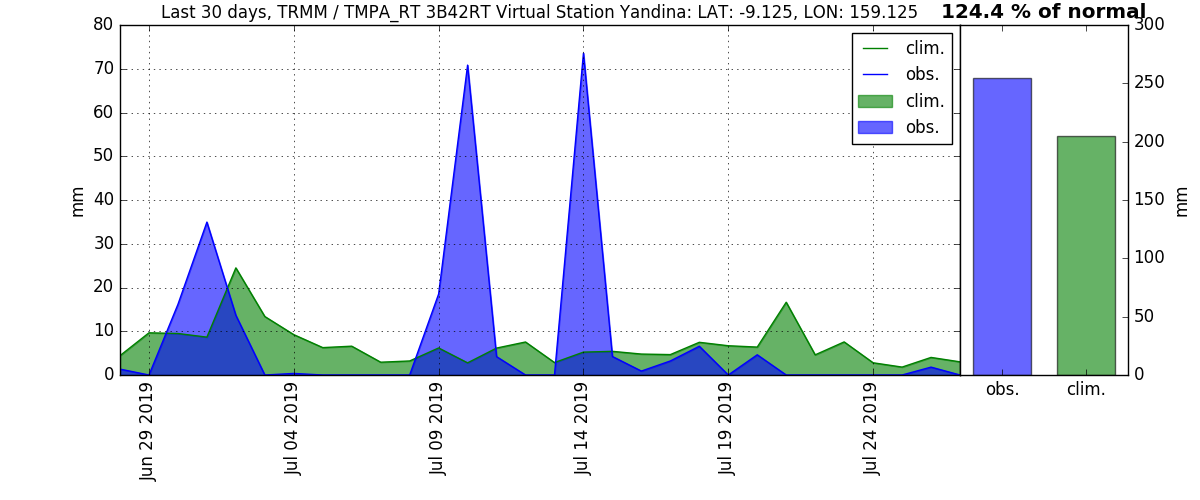 Last 30 days, TRMM / TMPA_RT 3B42RT Virtual Station Yandina: LAT: -9.125, LON: 159.125
124.4 % of normal
80
70
60
50
40
30
20
10
0
mm
clim.
obs.
clim.
obs.
300
250
200
150
100
50
0
mm
Jun 29 2019
Jul 04 2019
Jul 09 2019
Jul 14 2019
Jul 19 2019
Jul 24 2019
obs.
clim.